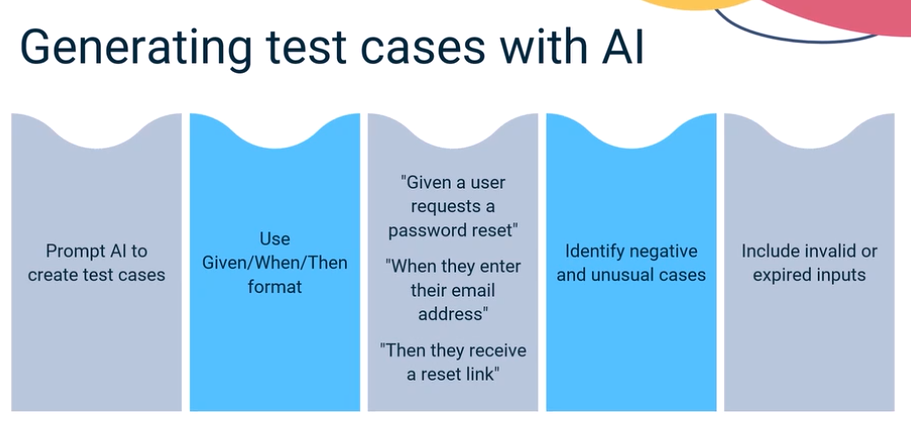 Generating test cases with AI
Prompt AI to
create test cases
Use
Given/When/Then
format
"Given a user
requests a
password reset"
"When they enter
their email
address"
"Then they receive
a reset link"
Identify negative
and unusual cases
Include invalid or
expired inputs